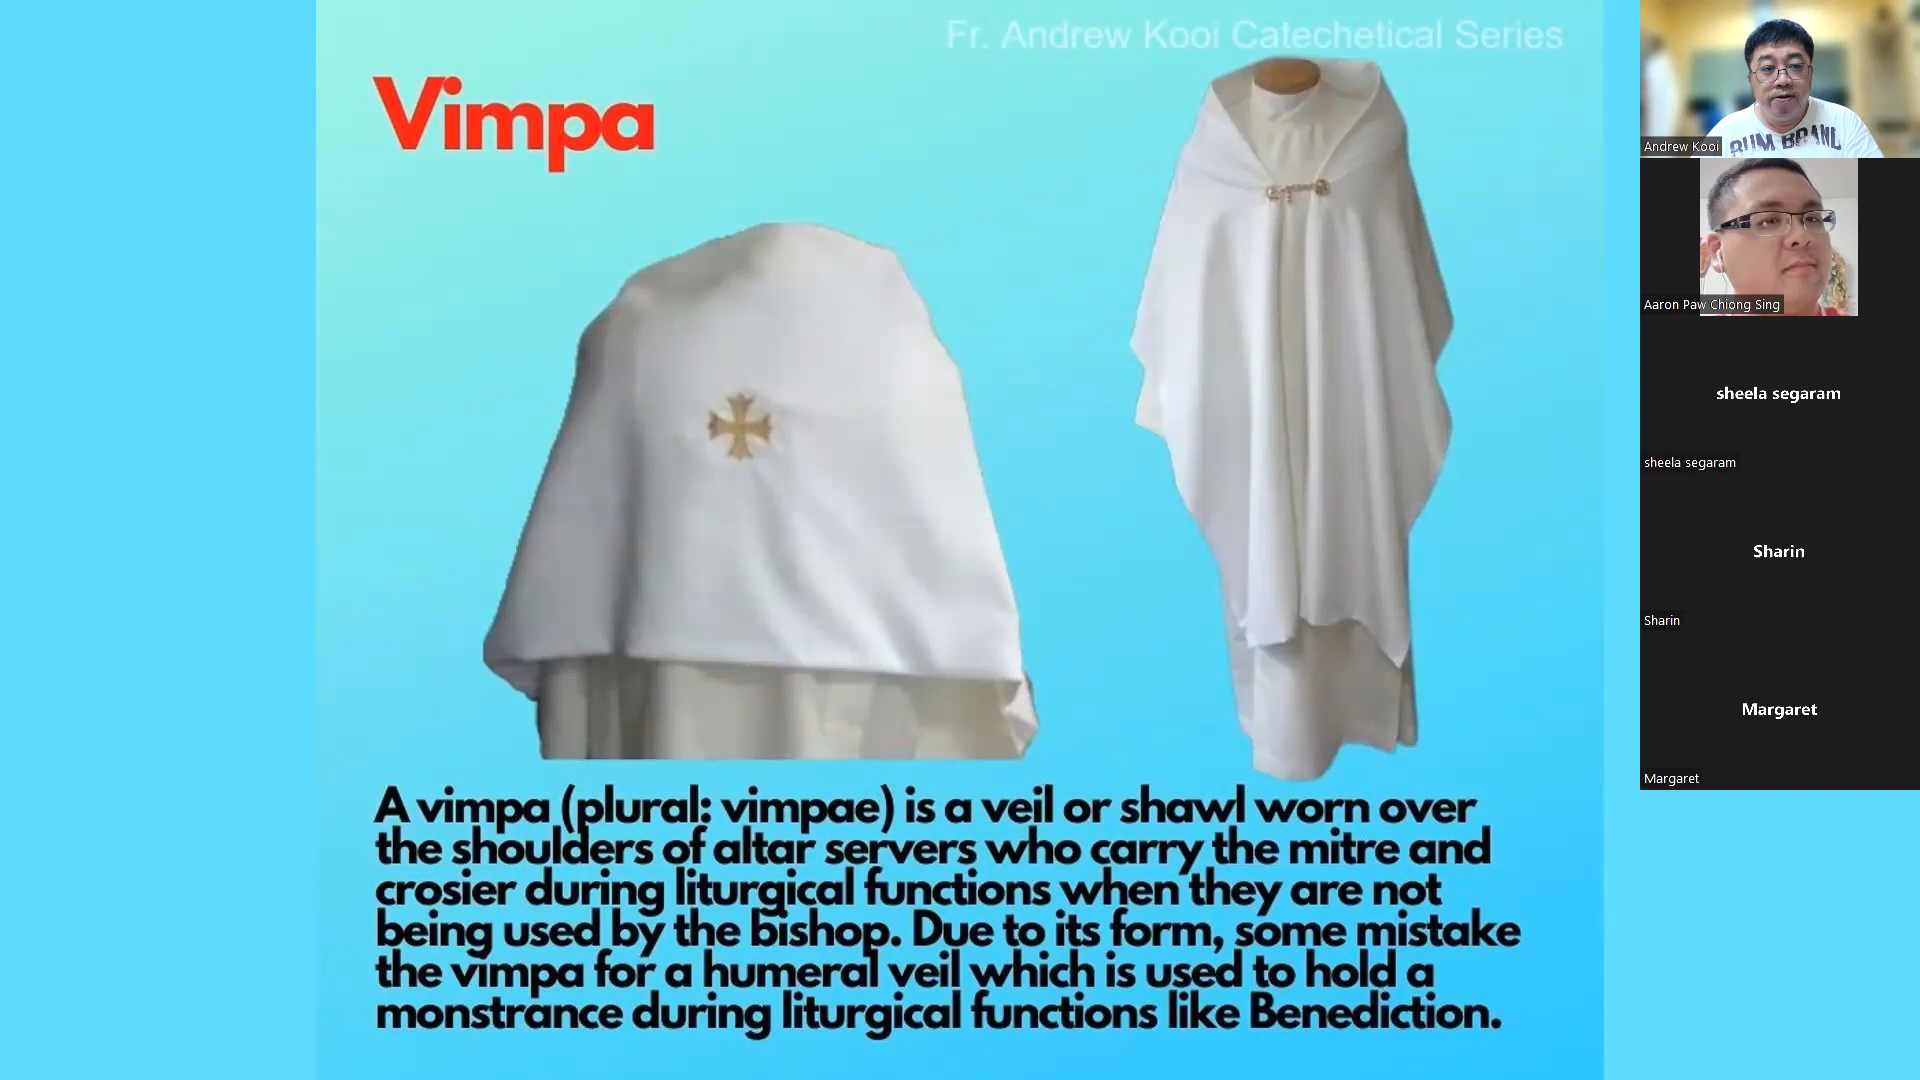 Fr. Andrew Kooi Catechetical Series
Vimpa
A vimpa (plural: vimpae) is a veil or shawl worn over
the shoulders of altar servers who carry the mitre and
crosier during liturgical functions when they are not
being used by the bishop. Due to its form, some mistake
the vimpa for a humeral veil which is used to hold a
monstrance during liturgical functions like Benediction.
BUM BRAND
Andrew Kooi
Aaron Paw Chiong Sing
sheela segaram
sheela segaram
Sharin
Sharin
Margaret
Margaret